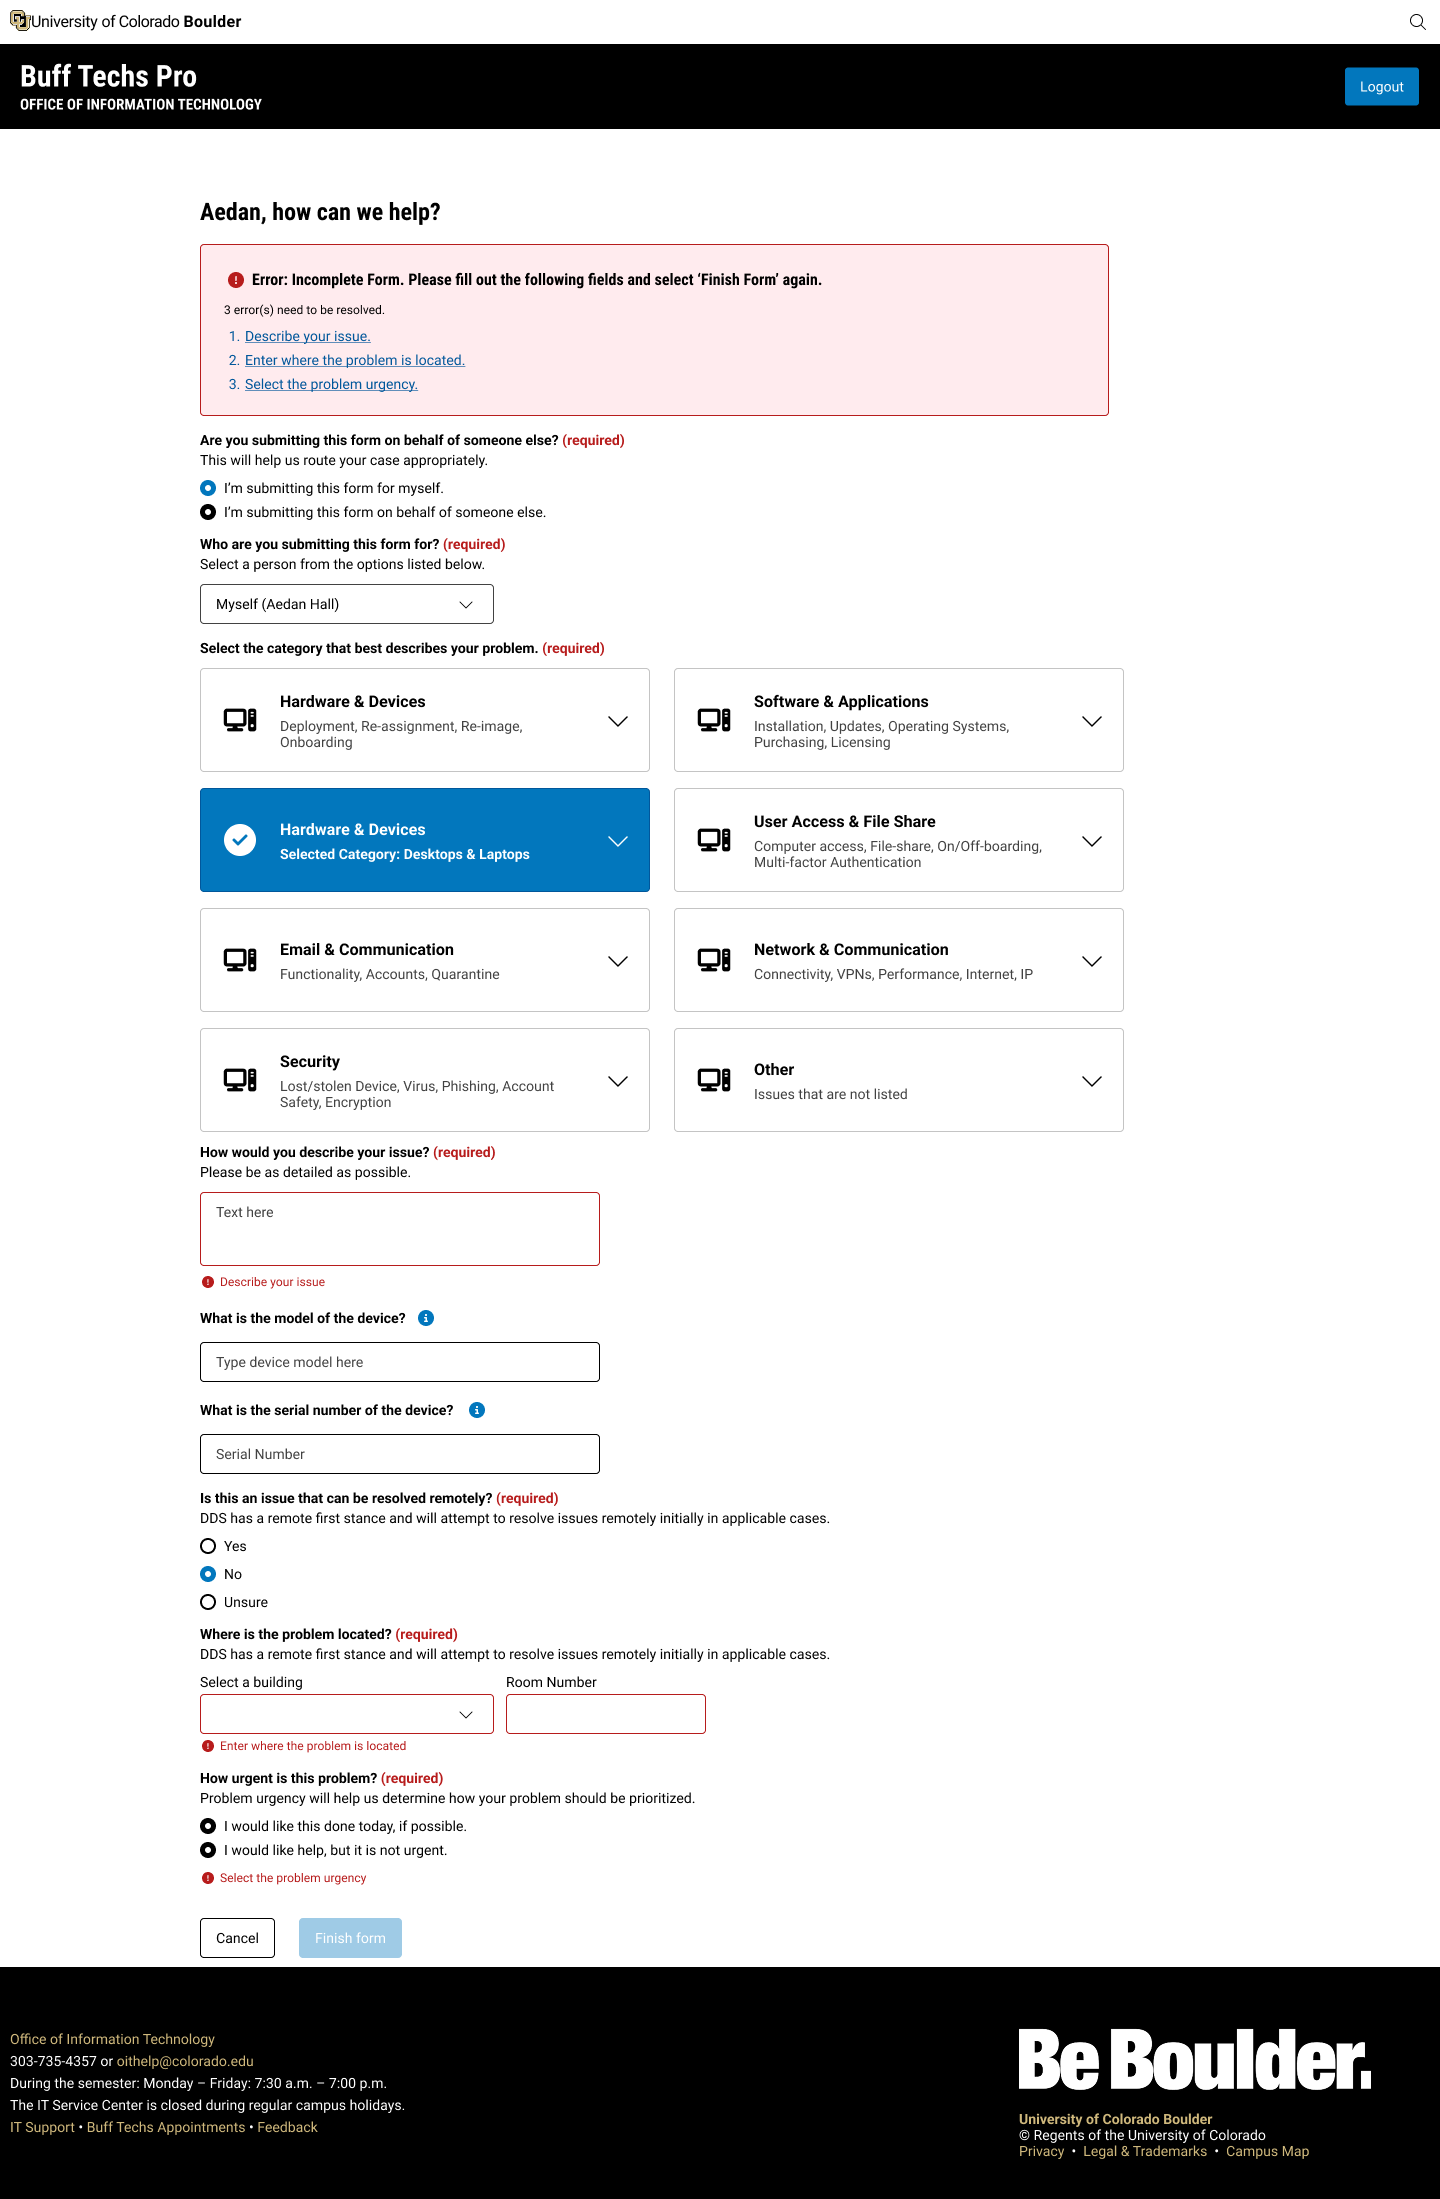 University of Colorado Boulder
Buff Techs Pro
OFFICE OF INFORMATION TECHNOLOGY
Logout
Aedan, how can we help?
Error: Incomplete Form. Please fill out the following fields and select ‘Finish Form’ again.
3 error(s) need to be resolved.
1. Describe your issue.
2. Enter where the problem is located.
3. Select the problem urgency.
Are you submitting this form on behalf of someone else? (required)
This will help us route your case appropriately.
I’m submitting this form for myself.
I’m submitting this form on behalf of someone else.
Who are you submitting this form for? (required)
Select a person from the options listed below.
Myself (Aedan Hall)
Select the category that best describes your problem. (required)
Hardware & Devices
Deployment, Re-assignment, Re-image,
Onboarding
Software & Applications
Installation, Updates, Operating Systems,
Purchasing, Licensing
Hardware & Devices
Selected Category: Desktops & Laptops
User Access & File Share
Computer access, File-share, On/Off-boarding,
Multi-factor Authentication
Email & Communication
Functionality, Accounts, Quarantine
Network & Communication
Connectivity, VPNs, Performance, Internet, IP
Security
Lost/stolen Device, Virus, Phishing, Account
Safety, Encryption
Other
Issues that are not listed
How would you describe your issue? (required)
Please be as detailed as possible.
Text here
Describe your issue
What is the model of the device?
Type device model here
What is the serial number of the device?
Serial Number
Is this an issue that can be resolved remotely? (required)
DDS has a remote first stance and will attempt to resolve issues remotely initially in applicable cases.
Yes
No
Unsure
Where is the problem located? (required)
DDS has a remote first stance and will attempt to resolve issues remotely initially in applicable cases.
Select a building
Room Number
Enter where the problem is located
How urgent is this problem? (required)
Problem urgency will help us determine how your problem should be prioritized.
I would like this done today, if possible.
I would like help, but it is not urgent.
Select the problem urgency
Cancel
Finish form
Office of Information Technology
303-735-4357 or oithelp@colorado.edu
During the semester: Monday – Friday: 7:30 a.m. – 7:00 p.m.
The IT Service Center is closed during regular campus holidays.
IT Support • Buff Techs Appointments • Feedback
Be Boulder.
University of Colorado Boulder
© Regents of the University of Colorado
Privacy • Legal & Trademarks • Campus Map